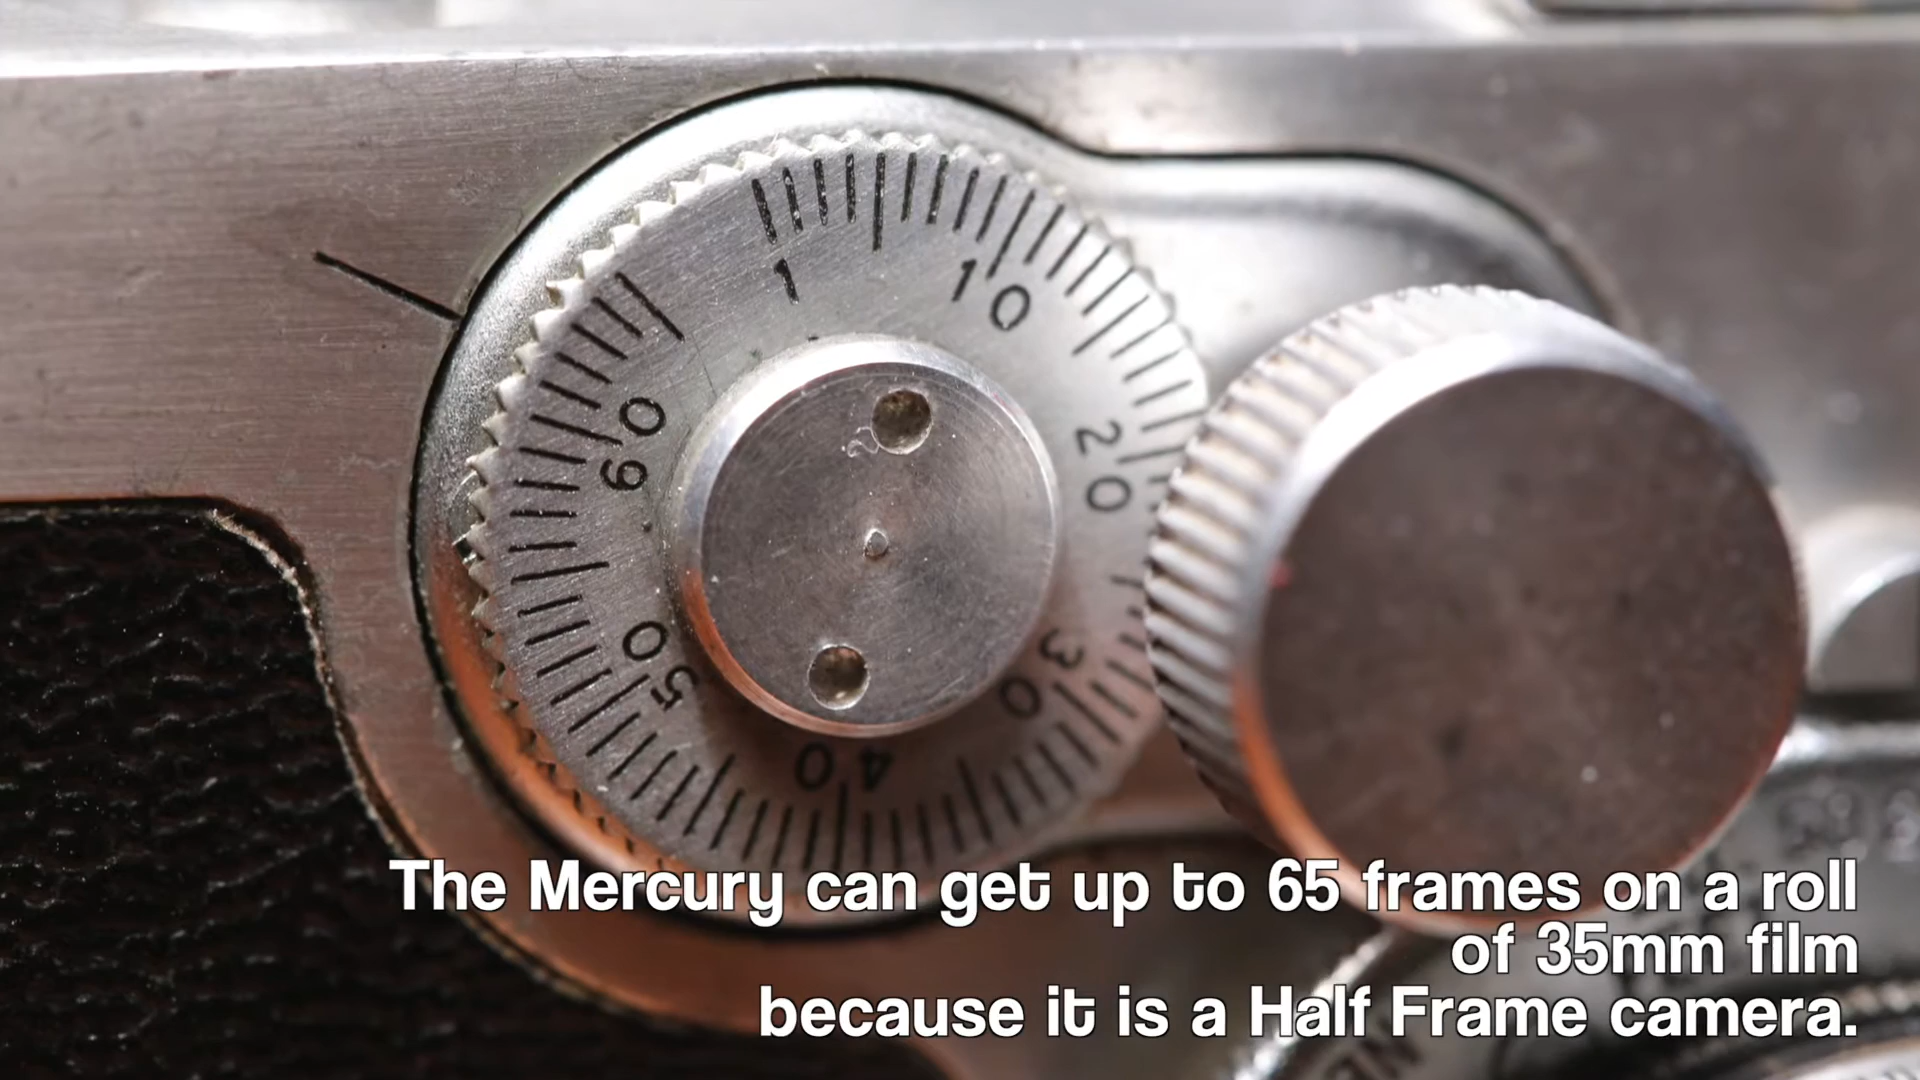 1
10
20
30
40
50
60
The Mercury can get up to 65 frames on a roll
of 35mm film
because it is a Half Frame camera.